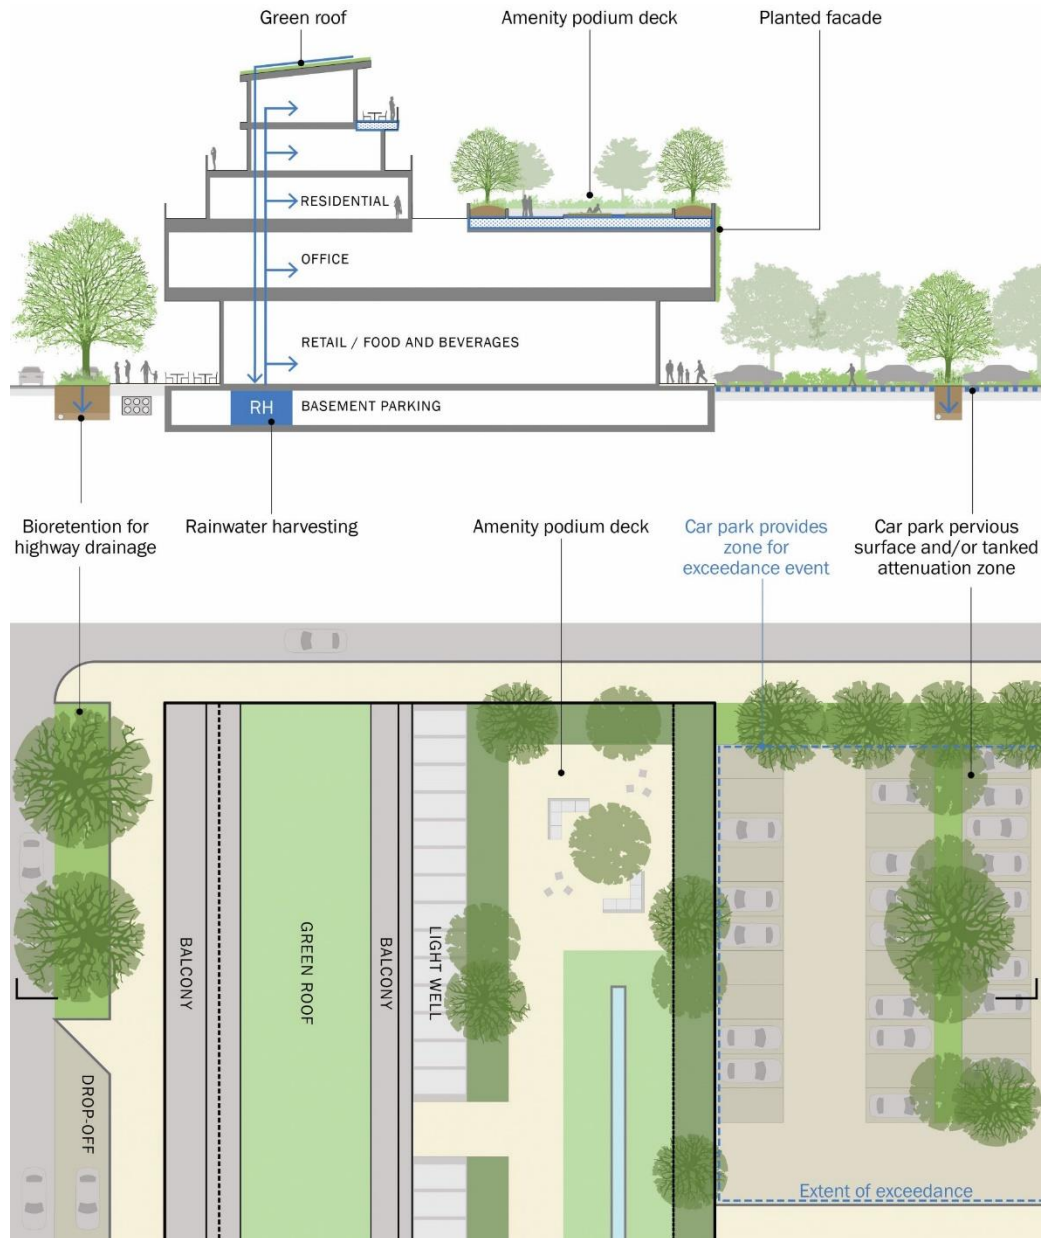 Green roof
Amenity podium deck
Planted facade
RESIDENTIAL
OFFICE
RETAIL / FOOD AND BEVERAGES
RH
BASEMENT PARKING
Bioretention for
highway drainage
Rainwater harvesting
Amenity podium deck
Car park provides
zone for
exceedance event
Car park pervious
surface and/or tanked
attenuation zone
BALCONY
GREEN ROOF
BALCONY
LIGHT WELL
DROP-OFF
Extent of exceedance